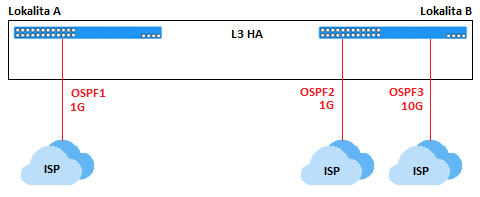 Lokalita A
Lokalita B
L3 HA
OSPF1
1G
OSPF2
1G
OSPF3
10G
ISP
ISP
ISP